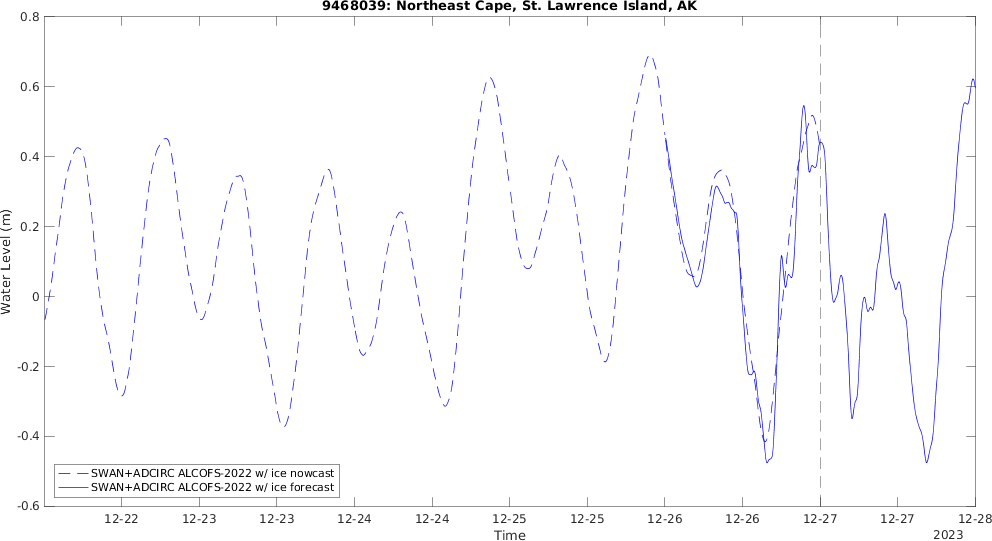 9468039: Northeast Cape, St. Lawrence Island, AK
0.8
0.6
0.4
0.2
0
-0.2
-0.4
-0.6
Water Level (m)
SWAN+ADCIRC ALCOFS-2022 w/ ice nowcast
SWAN+ADCIRC ALCOFS-2022 w/ ice forecast
12-22 12-23 12-23 12-24 12-24 12-25 12-25 12-26 12-26 12-27 12-27 12-28
Time
2023